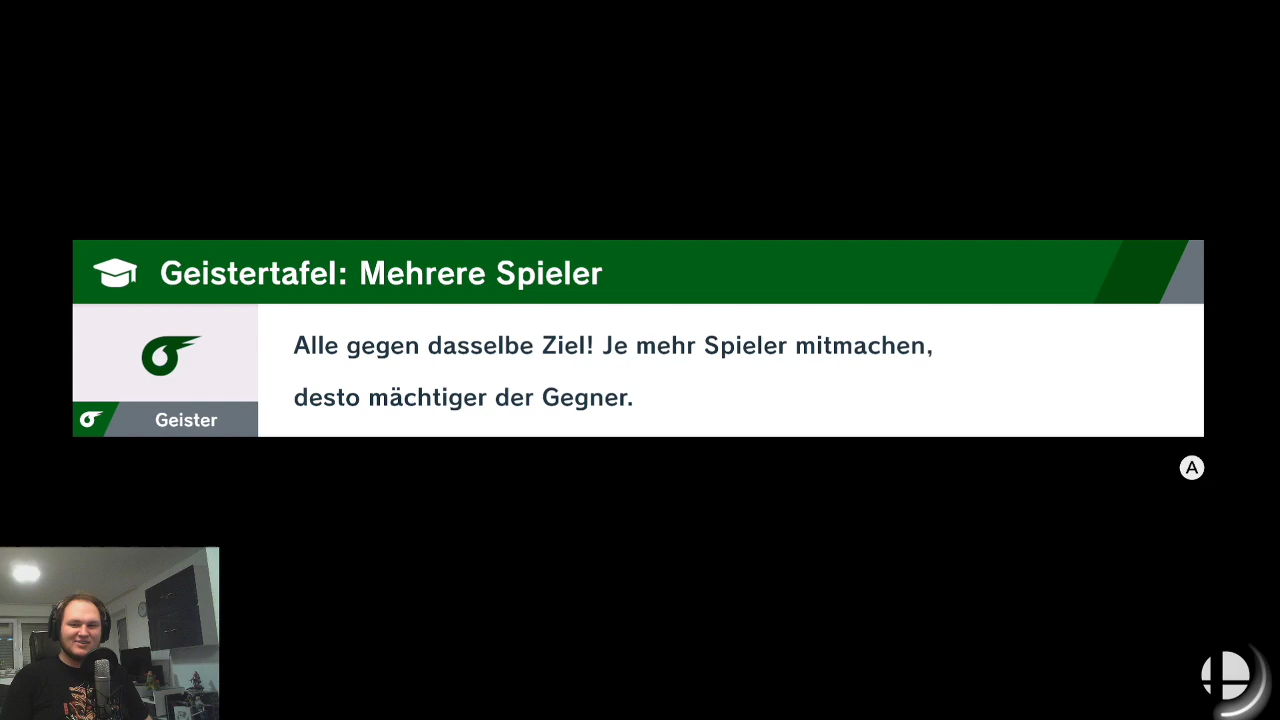 Geistertafel: Mehrere Spieler
Alle gegen dasselbe Ziel! Je mehr Spieler mitmachen,
desto mächtiger der Gegner.
Geister
A